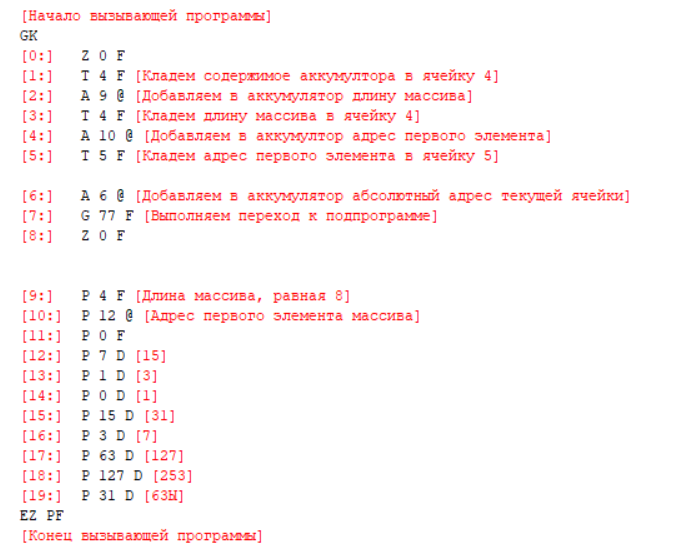 [Начало вызывающей программы]
GK
[0:] Z 0 F
[1:] T 4 F [Кладем содержимое аккумултора в ячейку 4]
[2:] A 9 @ [Добавляем в аккумулятор длину массива]
[3:] T 4 F [Кладем длину массива в ячейку 4]
[4:] A 10 @ [Добавляем в аккумултор адрес первого элемента]
[5:] T 5 F [Кладем адрес первого элемента в ячейку 5]
[6:] A 6 @ [Добавляем в аккумулятор абсолютный адрес текущей ячейки]
[7:] G 77 F [Выполняем переход к подпрограмме]
[8:] Z 0 F
[9:] P 4 F [Длина массива, равная 8]
[10:] P 12 @ [Адрес первого элемента массива]
[11:] P 0 F
[12:] P 7 D [15]
[13:] P 1 D [3]
[14:] P 0 D [1]
[15:] P 15 D [31]
[16:] P 3 D [7]
[17:] P 63 D [127]
[18:] P 127 D [253]
[19:] P 31 D [63Ы]
EZ PF
[Конец вызывающей программы]